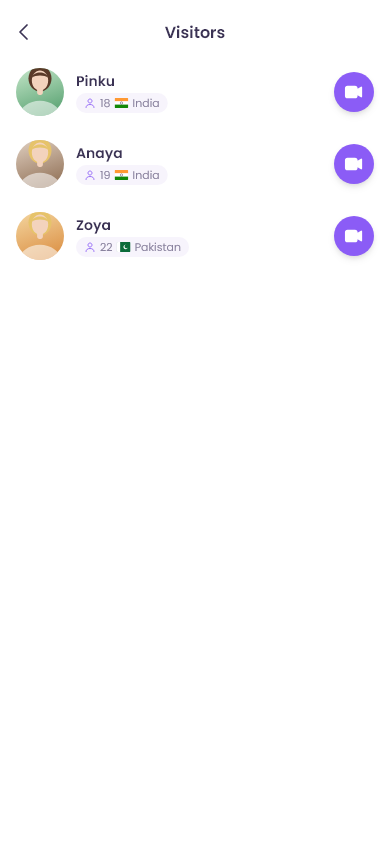 Visitors
Pinku
18 India
Anaya
19 India
Zoya
22 Pakistan